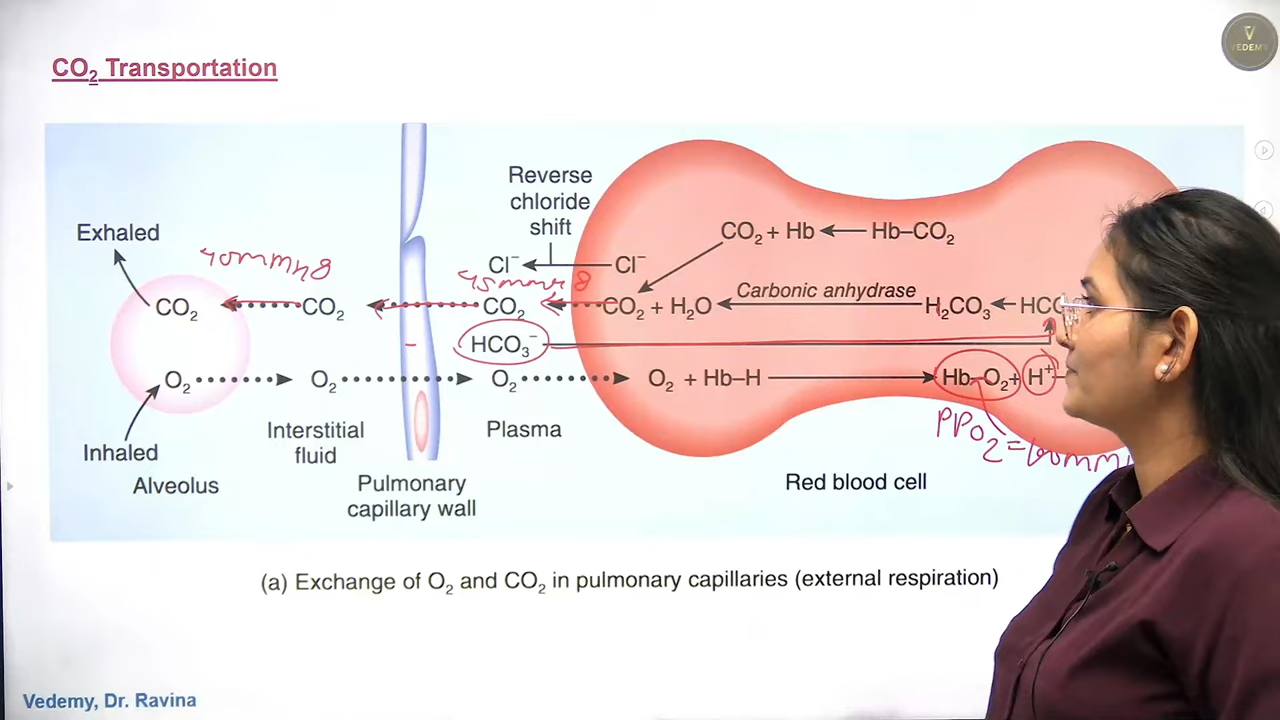 VEDEMY
CO₂ Transportation
Reverse
chloride
shift
Exhaled
CO₂ + Hb ← Hb–CO₂
Cl⁻ ← Cl⁻
40mmHg
45mmHg
CO₂ CO₂ CO₂ CO₂ + H₂O ← Carbonic anhydrase H₂CO₃ ← HCO
HCO₃⁻
O₂ O₂ O₂ O₂ + Hb–H → Hb–O₂ + H⁺
PPO₂ =
Inhaled
Interstitial
fluid
Plasma
Alveolus
Pulmonary
capillary wall
Red blood cell
(a) Exchange of O₂ and CO₂ in pulmonary capillaries (external respiration)
Vedemy, Dr. Ravina